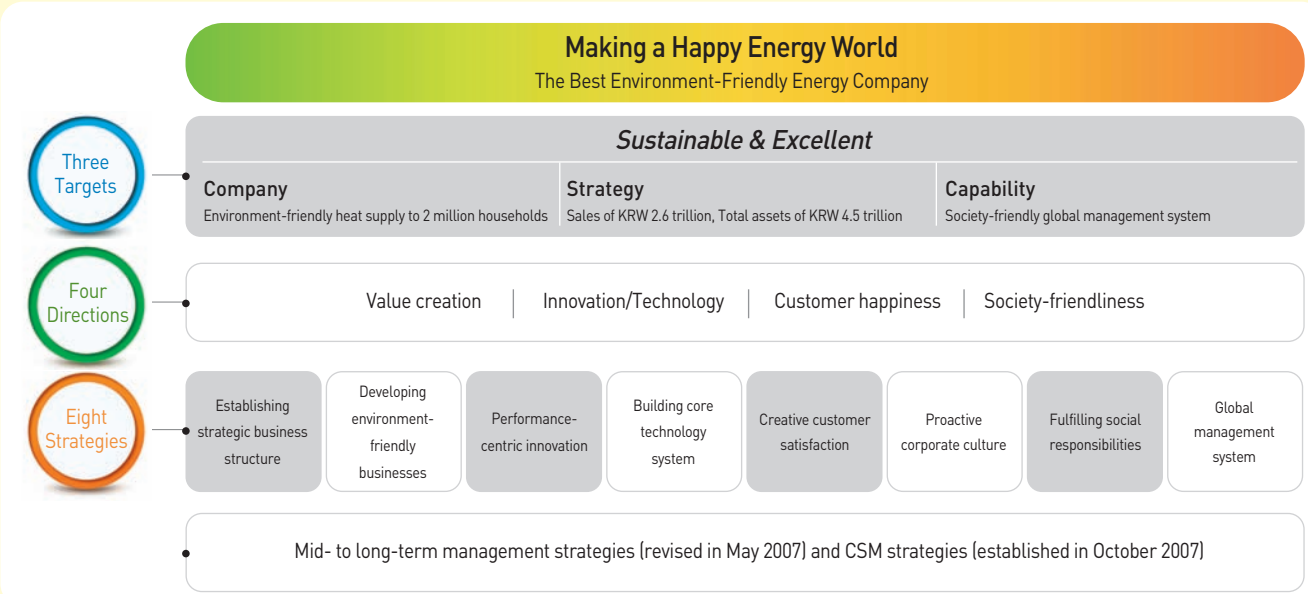 Making a Happy Energy World
The Best Environment-Friendly Energy Company
Three
Targets
Sustainable & Excellent
Company
Environment-friendly heat supply to 2 million households
Strategy
Sales of KRW 2.6 trillion, Total assets of KRW 4.5 trillion
Capability
Society-friendly global management system
Four
Directions
Value creation
Innovation/Technology
Customer happiness
Society-friendliness
Eight
Strategies
Establishing
strategic business
structure
Developing
environment-
friendly
businesses
Performance-
centric innovation
Building core
technology
system
Creative customer
satisfaction
Proactive
corporate culture
Fulfilling social
responsibilities
Global
management
system
Mid- to long-term management strategies (revised in May 2007) and CSM strategies (established in October 2007)